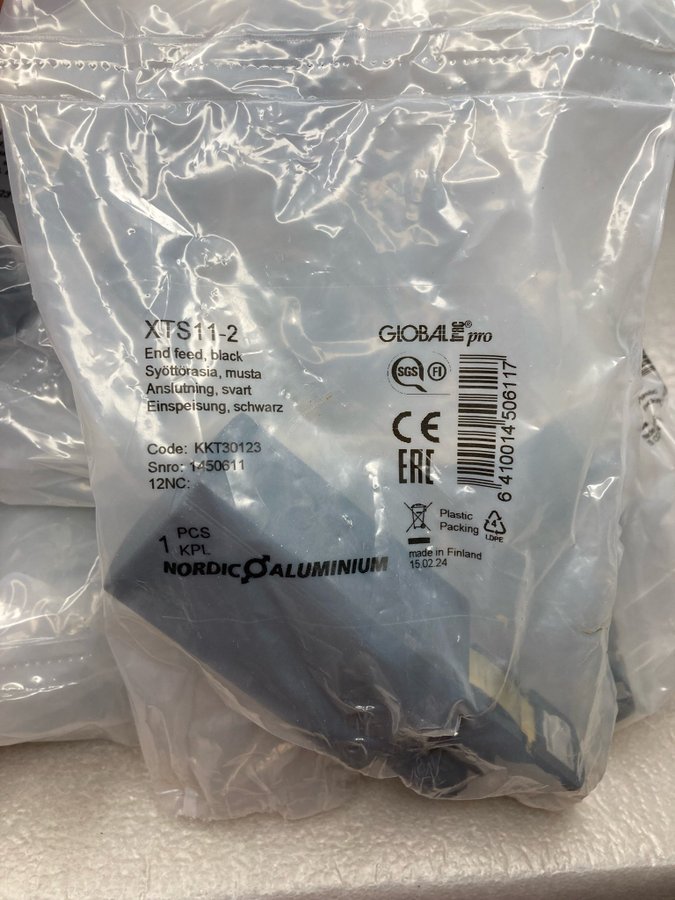 XTS11-2
End feed, black
Syöttörasia, musta
Anslutning, svart
Einspeisung, schwarz
Code: KKT30123
Snro: 1450611
12NC:
1 PCS
KPL
NORDIC ALUMINIUM
GLOBAL trac® pro
SGS FI
CE
EAC
6 410014 506117
Plastic
Packing
4
LDPE
made in Finland
15.02.24